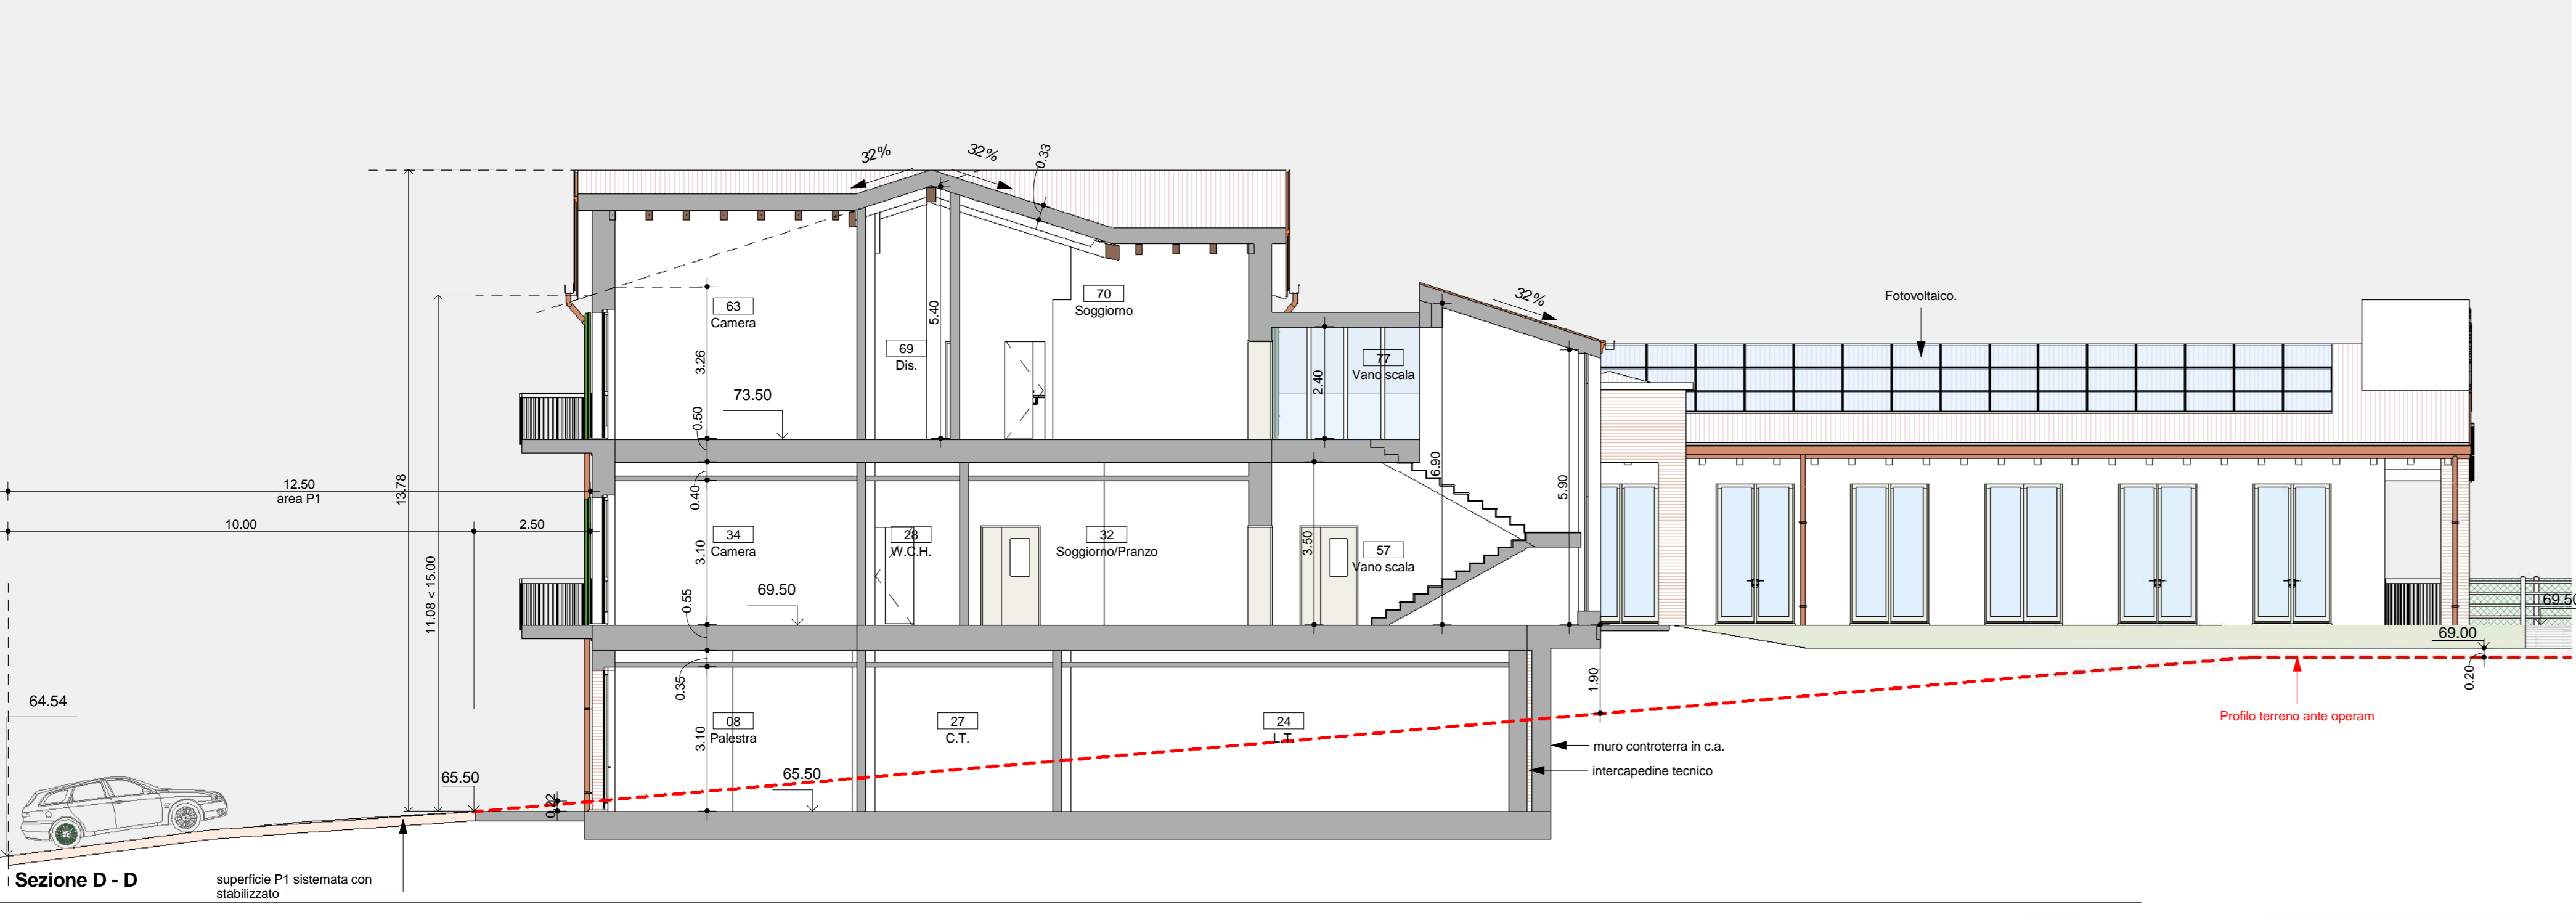 32%
32%
0.33
63
Camera
70
Soggiorno
5.40
69
Dis.
3.26
73.50
0.50
32%
Fotovoltaico.
77
Vano scala
2.40
12.50
area P1
13.78
10.00
2.50
11.08 < 15.00
0.40
34
Camera
3.10
28
W.C.H.
32
Soggiorno/Pranzo
3.50
57
Vano scala
6.90
5.90
69.50
0.55
69.50
69.00
0.20
64.54
0.35
08
Palestra
3.10
27
C.T.
24
L.T.
1.90
Profilo terreno ante operam
muro controterra in c.a.
intercapedine tecnico
65.50
65.50
0.22
Sezione D - D
superficie P1 sistemata con
stabilizzato